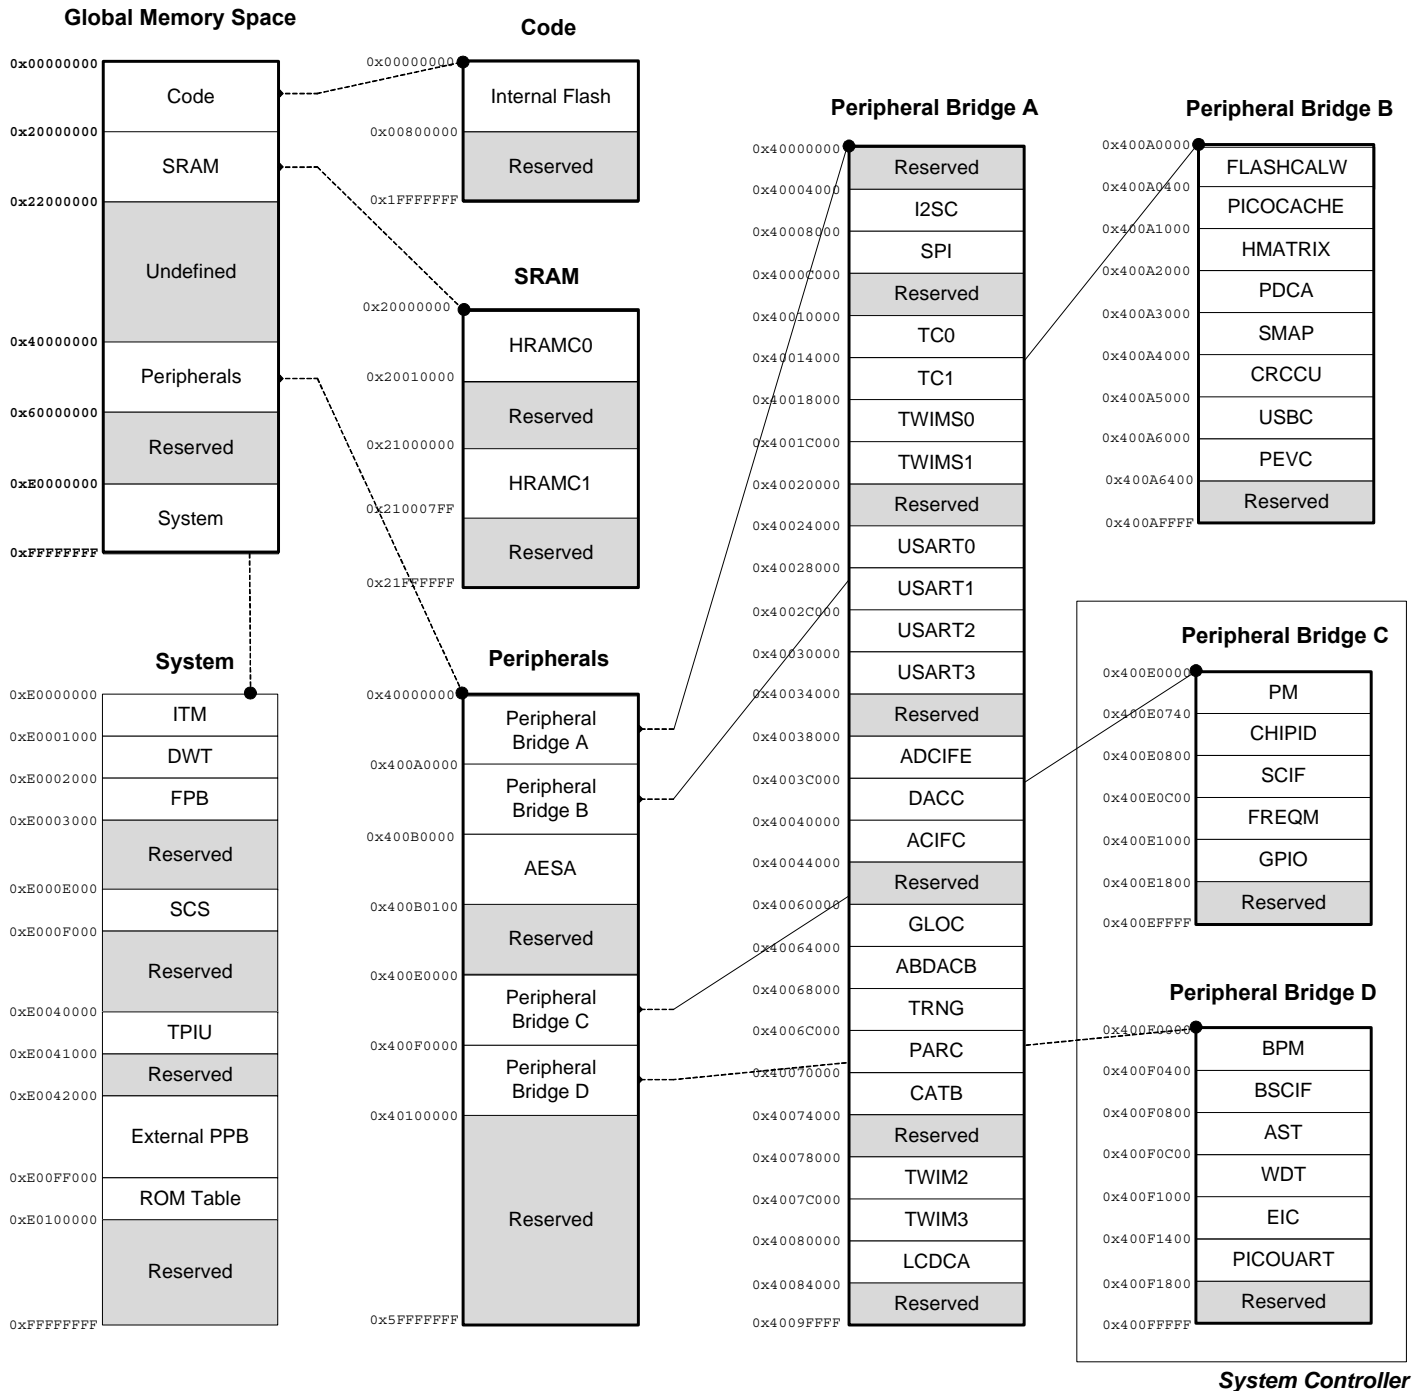 Global Memory Space
0x00000000
Code
0x20000000
SRAM
0x22000000
Undefined
0x40000000
Peripherals
0x60000000
Reserved
0xE0000000
System
0xFFFFFFFF
Code
0x00000000
Internal Flash
0x00800000
Reserved
0x1FFFFFFF
SRAM
0x20000000
HRAMC0
0x20010000
Reserved
0x21000000
HRAMC1
0x210007FF
Reserved
0x21FFFFFF
System
0xE0000000
ITM
0xE0001000
DWT
0xE0002000
FPB
0xE0003000
Reserved
0xE000E000
SCS
0xE000F000
Reserved
0xE0040000
TPIU
0xE0041000
Reserved
0xE0042000
External PPB
0xE00FF000
ROM Table
0xE0100000
Reserved
0xFFFFFFFF
Peripherals
0x40000000
Peripheral
Bridge A
0x400A0000
Peripheral
Bridge B
0x400B0000
AESA
0x400B0100
Reserved
0x400E0000
Peripheral
Bridge C
0x400F0000
Peripheral
Bridge D
0x40100000
Reserved
0x5FFFFFFF
Peripheral Bridge A
0x40000000
Reserved
0x40004000
I2SC
0x40008000
SPI
0x4000C000
Reserved
0x40010000
TC0
0x40014000
TC1
0x40018000
TWIMS0
0x4001C000
TWIMS1
0x40020000
Reserved
0x40024000
USART0
0x40028000
USART1
0x4002C000
USART2
0x40030000
USART3
0x40034000
Reserved
0x40038000
ADCIFE
0x4003C000
DACC
0x40040000
ACIFC
0x40044000
Reserved
0x40060000
GLOC
0x40064000
ABDACB
0x40068000
TRNG
0x4006C000
PARC
0x40070000
CATB
0x40074000
Reserved
0x40078000
TWIM2
0x4007C000
TWIM3
0x40080000
LCDCA
0x40084000
Reserved
0x4009FFFF
Peripheral Bridge B
0x400A0000
FLASHCALW
0x400A0400
PICOCACHE
0x400A1000
HMATRIX
0x400A2000
PDCA
0x400A3000
SMAP
0x400A4000
CRCCU
0x400A5000
USBC
0x400A6000
PEVC
0x400A6400
Reserved
0x400AFFFF
Peripheral Bridge C
0x400E0000
PM
0x400E0740
CHIPID
0x400E0800
SCIF
0x400E0C00
FREQM
0x400E1000
GPIO
0x400E1800
Reserved
0x400EFFFF
Peripheral Bridge D
0x400F0000
BPM
0x400F0400
BSCIF
0x400F0800
AST
0x400F0C00
WDT
0x400F1000
EIC
0x400F1400
PICOUART
0x400F1800
Reserved
0x400FFFFF
System Controller